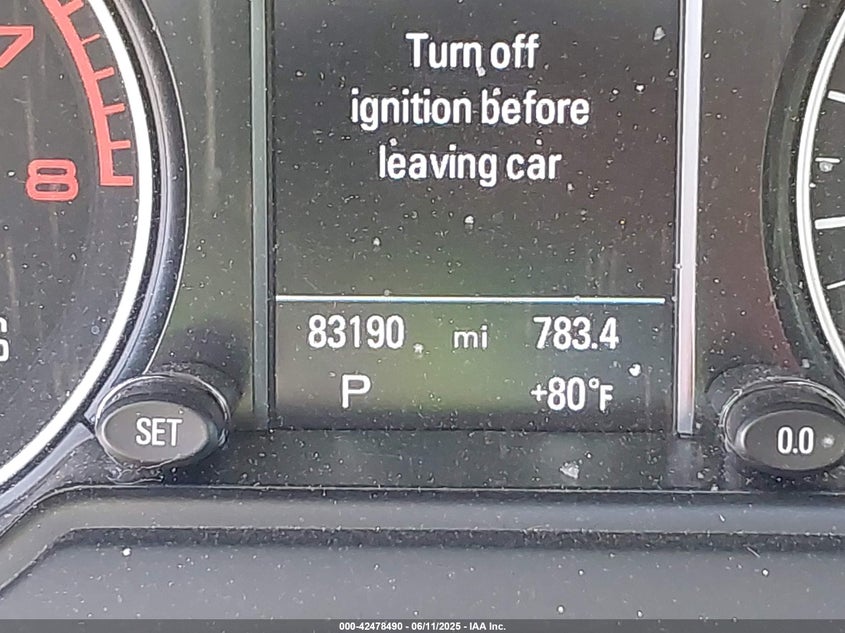 Turn off
ignition before
leaving car
7
8
83190 mi 783.4
P +80°F
SET
0.0
000-42478490 - 06/11/2025 - IAA Inc.